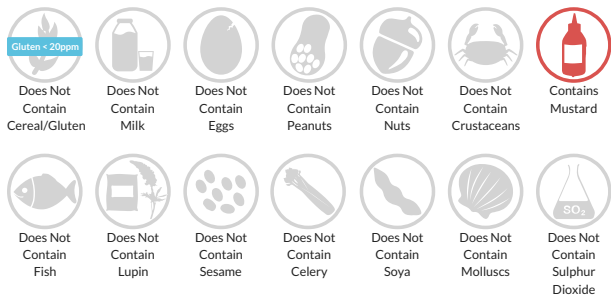 Gluten < 20ppm
Does Not
Contain
Cereal/Gluten
Does Not
Contain
Milk
Does Not
Contain
Eggs
Does Not
Contain
Peanuts
Does Not
Contain
Nuts
Does Not
Contain
Crustaceans
Contains
Mustard
Does Not
Contain
Fish
Does Not
Contain
Lupin
Does Not
Contain
Sesame
Does Not
Contain
Celery
Does Not
Contain
Soya
Does Not
Contain
Molluscs
SO₂
Does Not
Contain
Sulphur
Dioxide